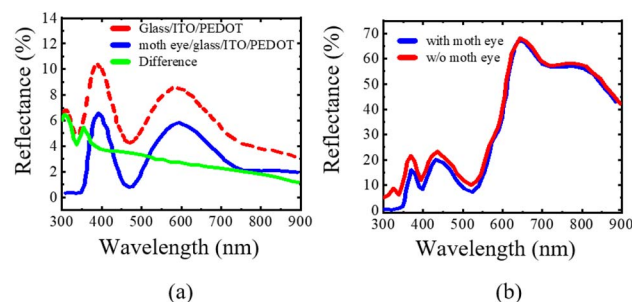 14
12
10
8
6
4
2
0
Reflectance (%)
Glass/ITO/PEDOT
moth eye/glass/ITO/PEDOT
Difference
300 400 500 600 700 800 900
Wavelength (nm)
(a)
70
60
50
40
30
20
10
0
Reflectance (%)
with moth eye
w/o moth eye
300 400 500 600 700 800 900
Wavelength (nm)
(b)